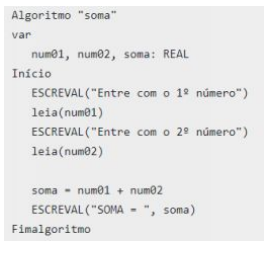 Algoritmo "soma"
var
num01, num02, soma: REAL
Início
ESCREVAL("Entre com o 1º número")
leia(num01)
ESCREVAL("Entre com o 2º número")
leia(num02)
soma = num01 + num02
ESCREVAL("SOMA = ", soma)
Fimalgoritmo